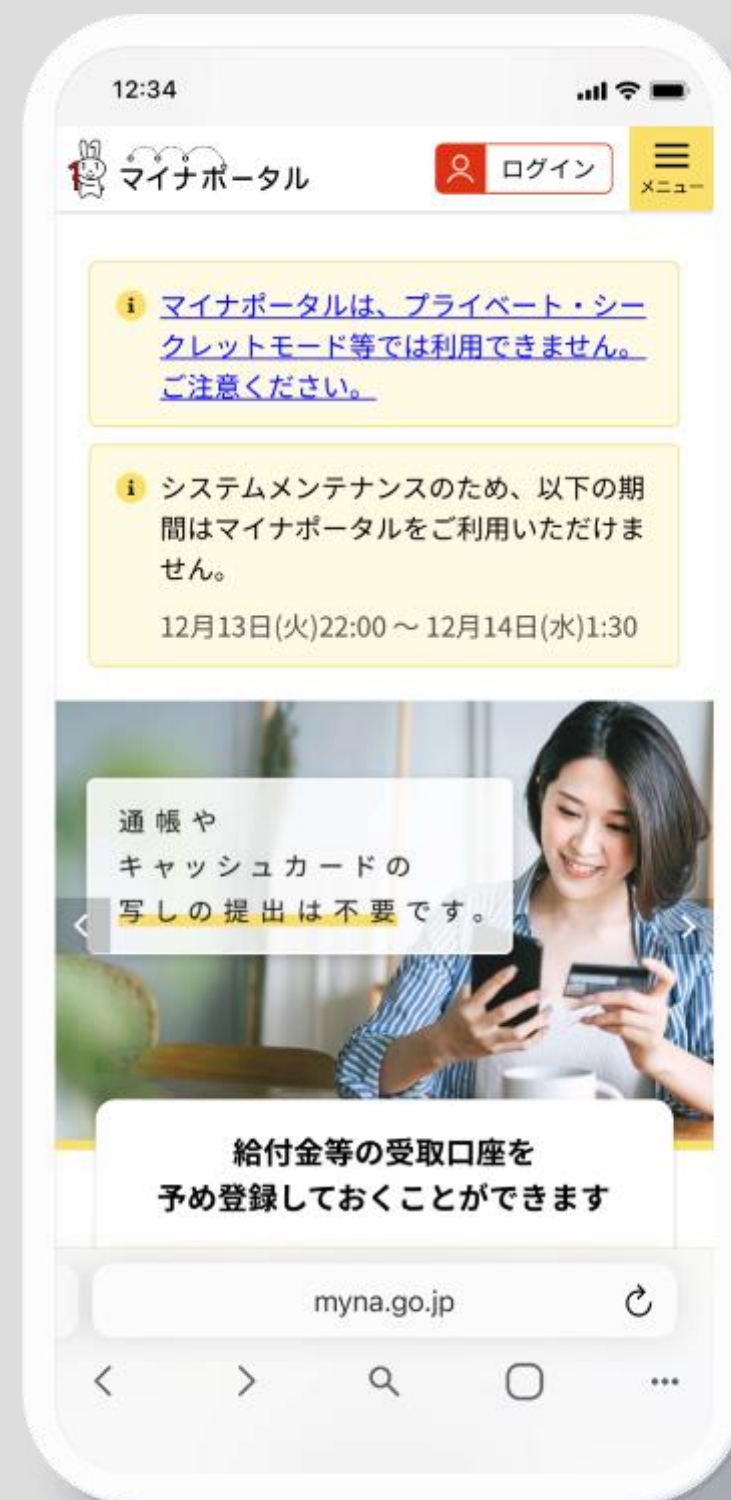 12:34
マイナポータル
ログイン
メニュー
マイナポータルは、プライベート・シー
クレットモード等では利用できません。
ご注意ください。
システムメンテナンスのため、以下の期
間はマイナポータルをご利用いただけま
せん。
12月13日(火)22:00 ～ 12月14日(水)1:30
通帳や
キャッシュカードの
写しの提出は不要です。
給付金等の受取口座を
予め登録しておくことができます
myna.go.jp